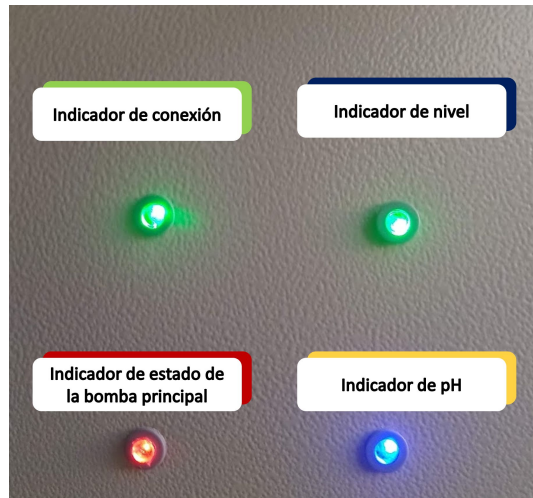 Indicador de conexión
Indicador de nivel
Indicador de estado de
la bomba principal
Indicador de pH